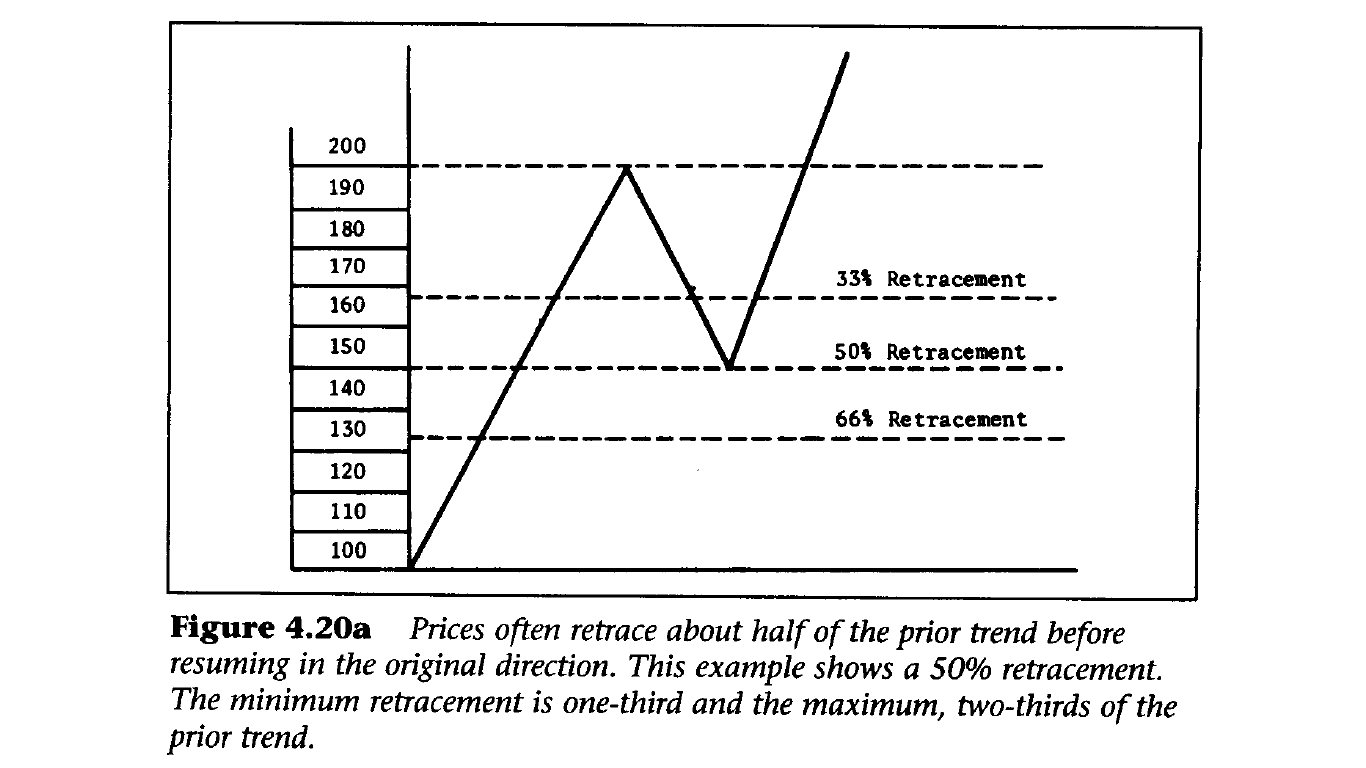 200
190
180
170
33% Retracement
160
150
50% Retracement
140
130
66% Retracement
120
110
100
Figure 4.20a Prices often retrace about half of the prior trend before
resuming in the original direction. This example shows a 50% retracement.
The minimum retracement is one-third and the maximum, two-thirds of the
prior trend.